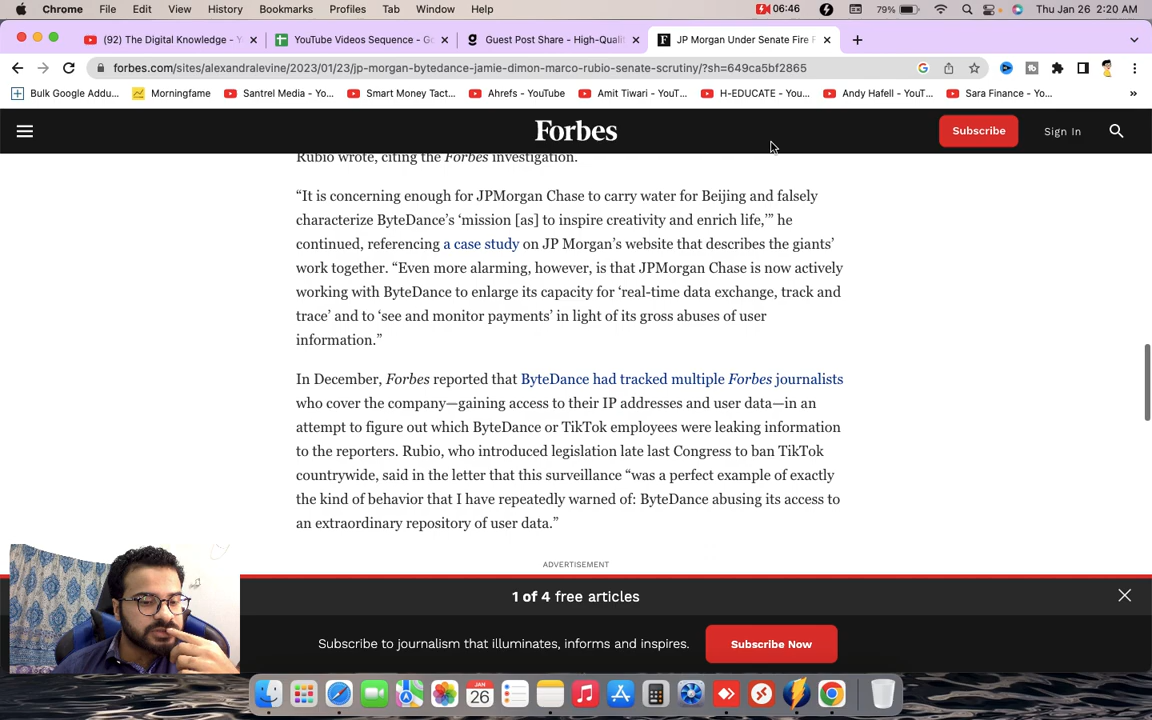 Chrome File Edit View History Bookmarks Profiles Tab Window Help 06:46 79% Thu Jan 26 2:20 AM
(92) The Digital Knowledge - Y
YouTube Videos Sequence - Go
Guest Post Share - High-Qualit
JP Morgan Under Senate Fire F
forbes.com/sites/alexandralevine/2023/01/23/jp-morgan-bytedance-jamie-dimon-marco-rubio-senate-scrutiny/?sh=649ca5bf2865
Bulk Google Addu... Morningfame Santrel Media - Yo... Smart Money Tact... Ahrefs - YouTube Amit Tiwari - YouT... H-EDUCATE - You... Andy Hafell - YouT... Sara Finance - Yo... »
Forbes
Subscribe
Sign In
Rubio wrote, citing the Forbes investigation.
“It is concerning enough for JPMorgan Chase to carry water for Beijing and falsely
characterize ByteDance’s ‘mission [as] to inspire creativity and enrich life,’” he
continued, referencing a case study on JP Morgan’s website that describes the giants’
work together. “Even more alarming, however, is that JPMorgan Chase is now actively
working with ByteDance to enlarge its capacity for ‘real-time data exchange, track and
trace’ and to ‘see and monitor payments’ in light of its gross abuses of user
information.”
In December, Forbes reported that ByteDance had tracked multiple Forbes journalists
who cover the company—gaining access to their IP addresses and user data—in an
attempt to figure out which ByteDance or TikTok employees were leaking information
to the reporters. Rubio, who introduced legislation late last Congress to ban TikTok
countrywide, said in the letter that this surveillance “was a perfect example of exactly
the kind of behavior that I have repeatedly warned of: ByteDance abusing its access to
an extraordinary repository of user data.”
ADVERTISEMENT
1 of 4 free articles
Subscribe to journalism that illuminates, informs and inspires.
Subscribe Now
JAN
26